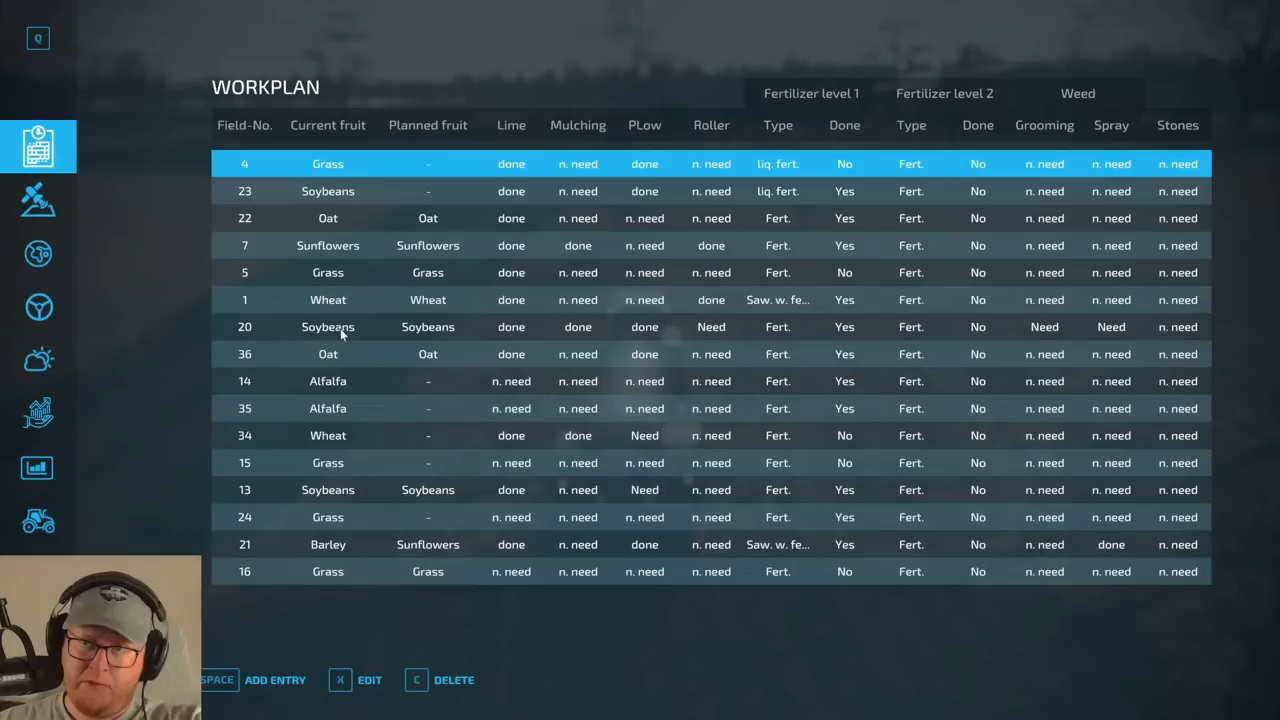 Q
WORKPLAN
Fertilizer level 1 Fertilizer level 2 Weed
Field-No. Current fruit Planned fruit Lime Mulching PLow Roller Type Done Type Done Grooming Spray Stones
4 Grass - done n. need done n. need liq. fert. No Fert. No n. need n. need n. need
23 Soybeans - done n. need done n. need liq. fert. Yes Fert. No n. need n. need n. need
22 Oat Oat done n. need n. need n. need Fert. Yes Fert. No n. need n. need n. need
7 Sunflowers Sunflowers done done n. need done Fert. Yes Fert. No n. need n. need n. need
5 Grass Grass done n. need n. need n. need Fert. No Fert. No n. need n. need n. need
1 Wheat Wheat done n. need n. need done Saw. w. fe... Yes Fert. No n. need n. need n. need
20 Soybeans Soybeans done done done Need Fert. Yes Fert. No Need Need n. need
36 Oat Oat done n. need done n. need Fert. Yes Fert. No n. need n. need n. need
14 Alfalfa - n. need n. need n. need n. need Fert. Yes Fert. No n. need n. need n. need
35 Alfalfa - n. need n. need n. need n. need Fert. Yes Fert. No n. need n. need n. need
34 Wheat - done done Need n. need Fert. No Fert. No n. need n. need n. need
15 Grass - n. need n. need n. need n. need Fert. No Fert. No n. need n. need n. need
13 Soybeans Soybeans done n. need Need n. need Fert. Yes Fert. No n. need n. need n. need
24 Grass - n. need n. need n. need n. need Fert. Yes Fert. No n. need n. need n. need
21 Barley Sunflowers done n. need done n. need Saw. w. fe... Yes Fert. No n. need done n. need
16 Grass Grass n. need n. need n. need n. need Fert. No Fert. No n. need n. need n. need
SPACE ADD ENTRY X EDIT C DELETE
SHURE